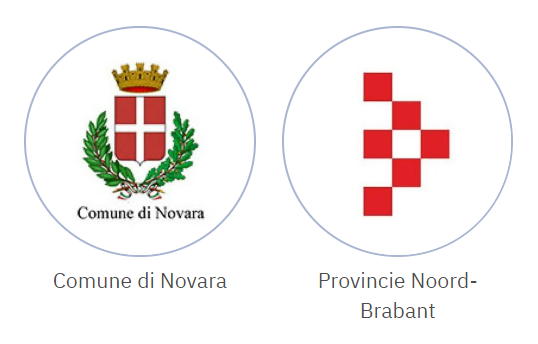 Comune di Novara
Comune di Novara
Provincie Noord-
Brabant